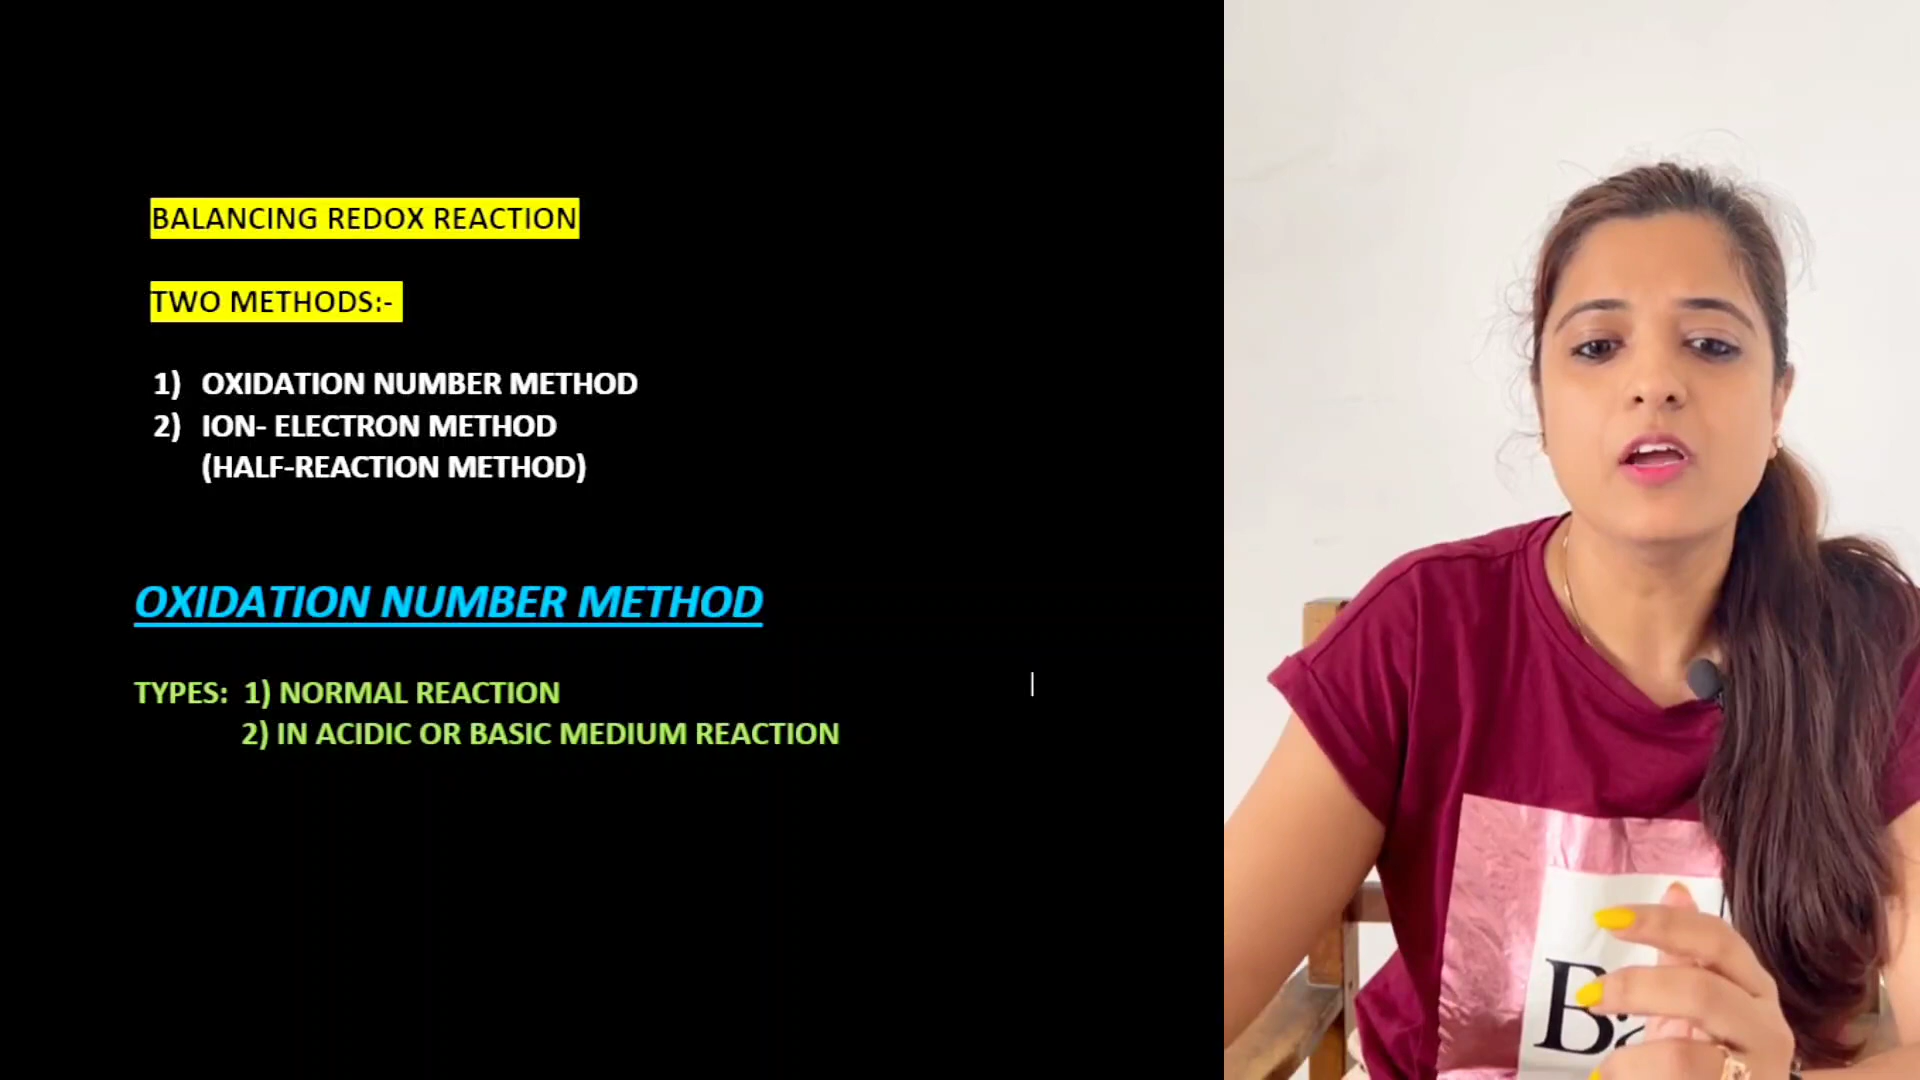 BALANCING REDOX REACTION
TWO METHODS:-
1) OXIDATION NUMBER METHOD
2) ION- ELECTRON METHOD
(HALF-REACTION METHOD)
OXIDATION NUMBER METHOD
TYPES: 1) NORMAL REACTION
2) IN ACIDIC OR BASIC MEDIUM REACTION